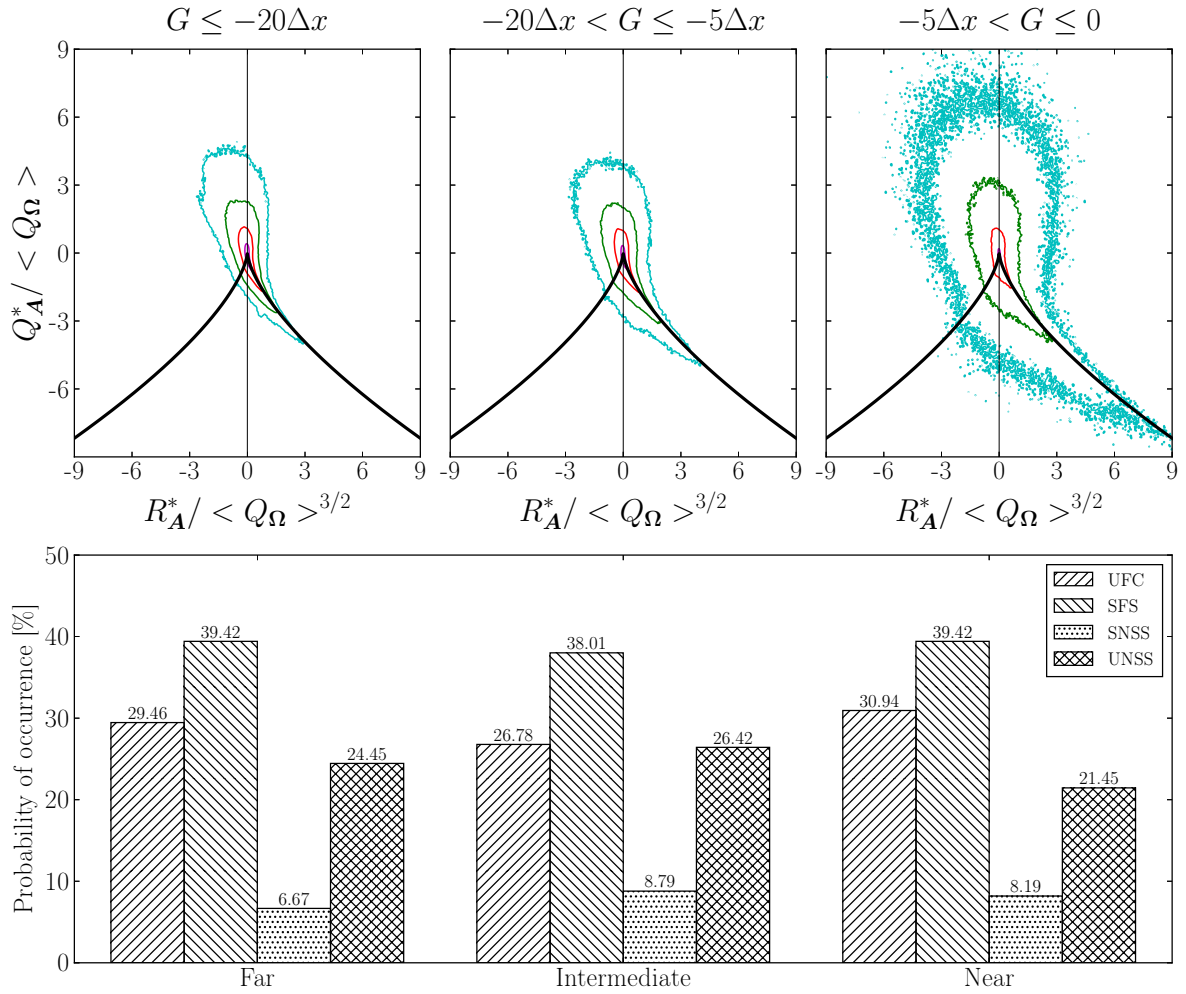 G ≤ −20Δx
−20Δx < G ≤ −5Δx
−5Δx < G ≤ 0
Q*_A / < Q_Ω >
9
6
3
0
-3
-6
-9 -6 -3 0 3 6 9
-9 -6 -3 0 3 6 9
-9 -6 -3 0 3 6 9
R*_A / < Q_Ω >^3/2
R*_A / < Q_Ω >^3/2
R*_A / < Q_Ω >^3/2
Probability of occurrence [%]
50
40
30
20
10
0
UFC
SFS
SNSS
UNSS
29.46
39.42
6.67
24.45
26.78
38.01
8.79
26.42
30.94
39.42
8.19
21.45
Far
Intermediate
Near